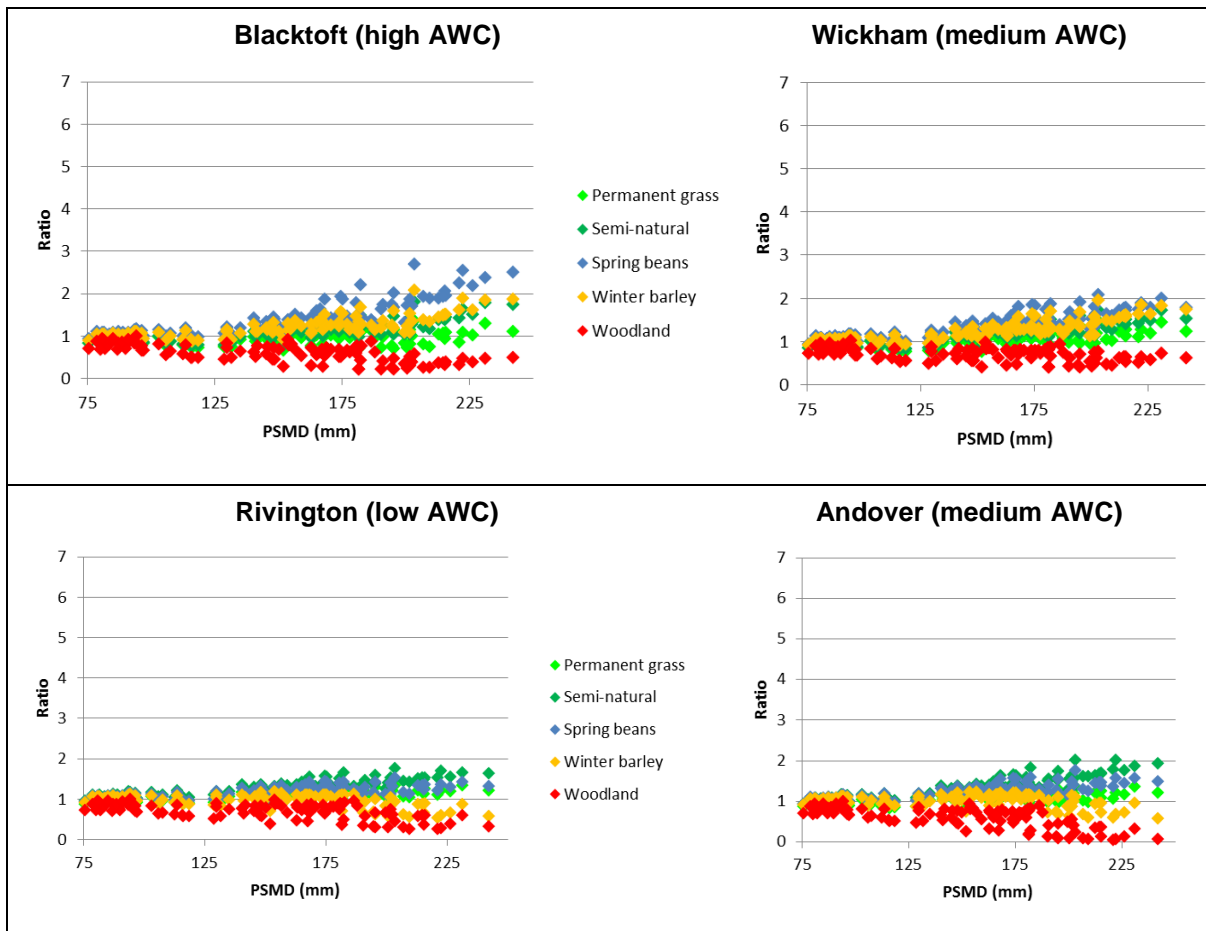 Blacktoft (high AWC)
7
6
5
4
3
2
1
0
Ratio
75
125
175
225
PSMD (mm)
Permanent grass
Semi-natural
Spring beans
Winter barley
Woodland
Wickham (medium AWC)
7
6
5
4
3
2
1
0
Ratio
75
125
175
225
PSMD (mm)
Rivington (low AWC)
7
6
5
4
3
2
1
0
Ratio
75
125
175
225
PSMD (mm)
Permanent grass
Semi-natural
Spring beans
Winter barley
Woodland
Andover (medium AWC)
7
6
5
4
3
2
1
0
Ratio
75
125
175
225
PSMD (mm)